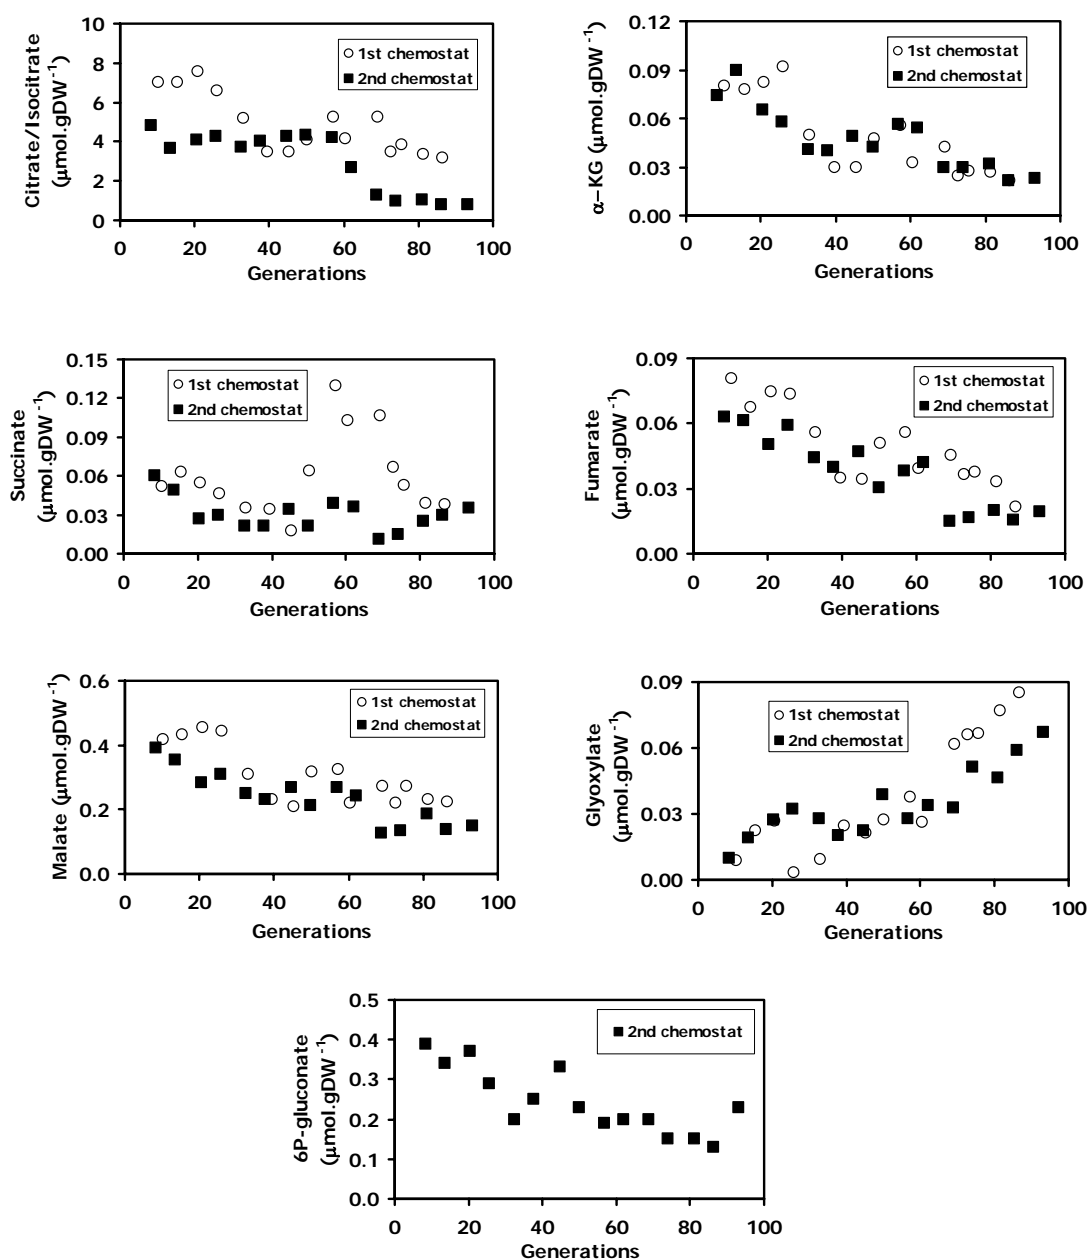 Citrate/Isocitrate
(μmol.gDW⁻¹)
10
8
6
4
2
0
1st chemostat
2nd chemostat
0 20 40 60 80 100
Generations
α–KG (μmol.gDW⁻¹)
0.12
0.09
0.06
0.03
0.00
1st chemostat
2nd chemostat
0 20 40 60 80 100
Generations
Succinate
(μmol.gDW⁻¹)
0.15
0.12
0.09
0.06
0.03
0.00
1st chemostat
2nd chemostat
0 20 40 60 80 100
Generations
Fumarate
(μmol.gDW⁻¹)
0.09
0.06
0.03
0.00
1st chemostat
2nd chemostat
0 20 40 60 80 100
Generations
Malate (μmol.gDW⁻¹)
0.6
0.4
0.2
0.0
1st chemostat
2nd chemostat
0 20 40 60 80 100
Generations
Glyoxylate
(μmol.gDW⁻¹)
0.09
0.06
0.03
0.00
1st chemostat
2nd chemostat
0 20 40 60 80 100
Generations
6P-gluconate
(μmol.gDW⁻¹)
0.5
0.4
0.3
0.2
0.1
0.0
2nd chemostat
0 20 40 60 80 100
Generations